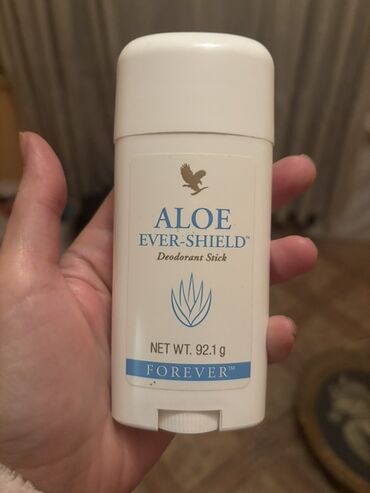 ALOE
EVER-SHIELD™
Deodorant Stick
NET WT. 92.1 g
FOREVER™